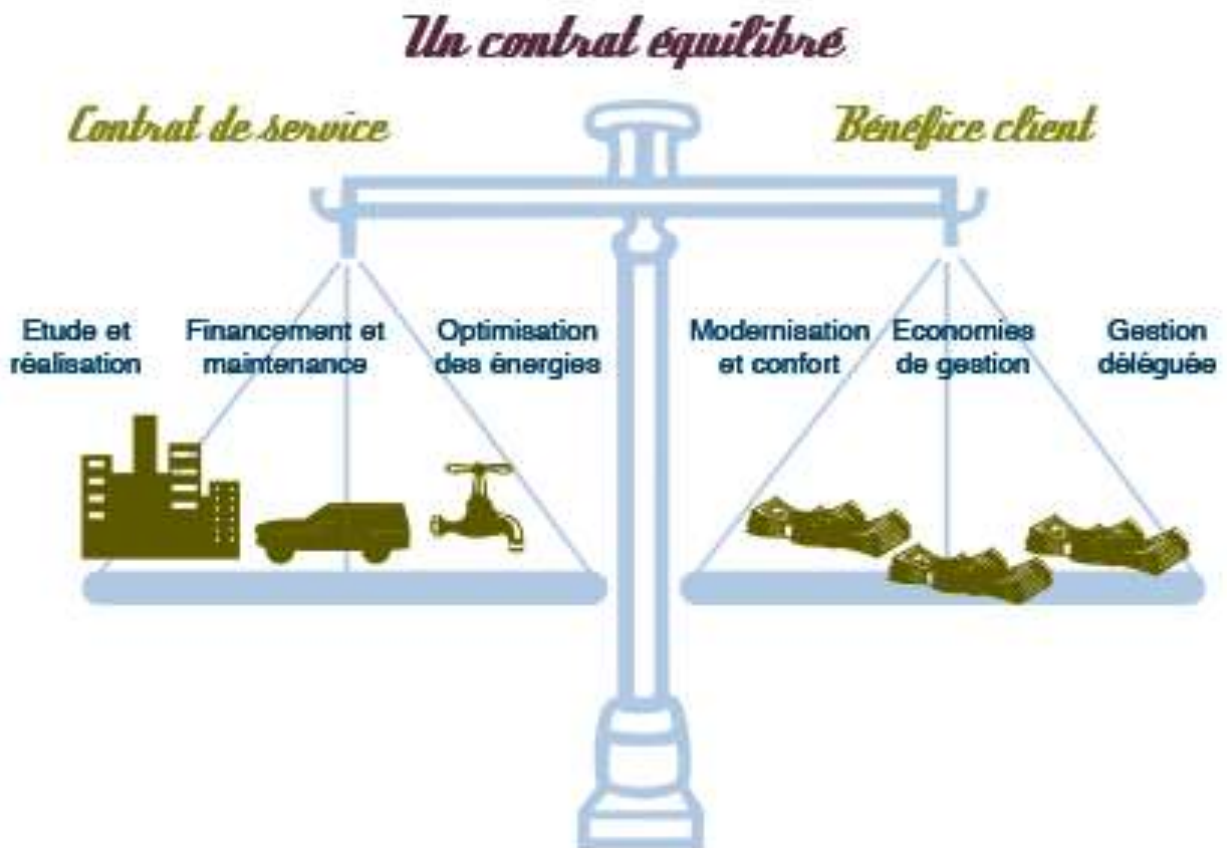 Un contrat équilibré
Contrat de service
Bénéfice client
Etude et
réalisation
Financement et
maintenance
Optimisation
des énergies
Modernisation
et confort
Economies
de gestion
Gestion
déléguée